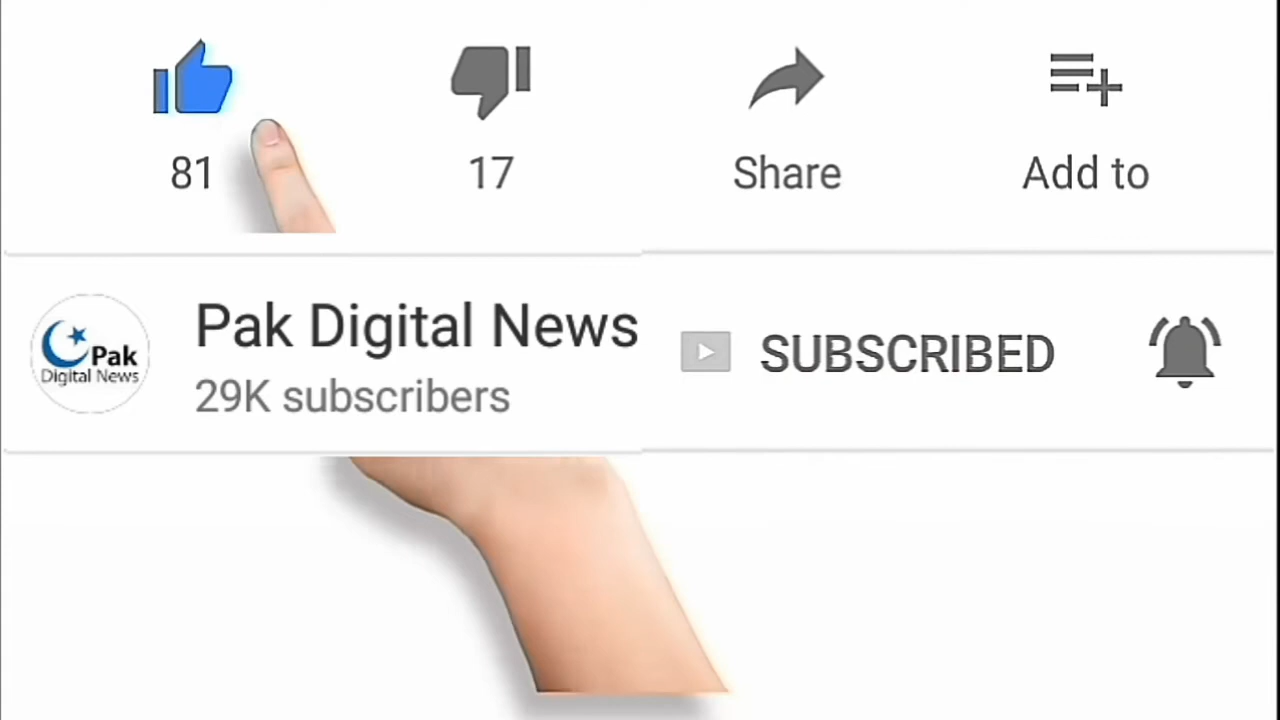 81
17
Share
Add to
Pak Digital News
29K subscribers
SUBSCRIBED
Pak
Digital News